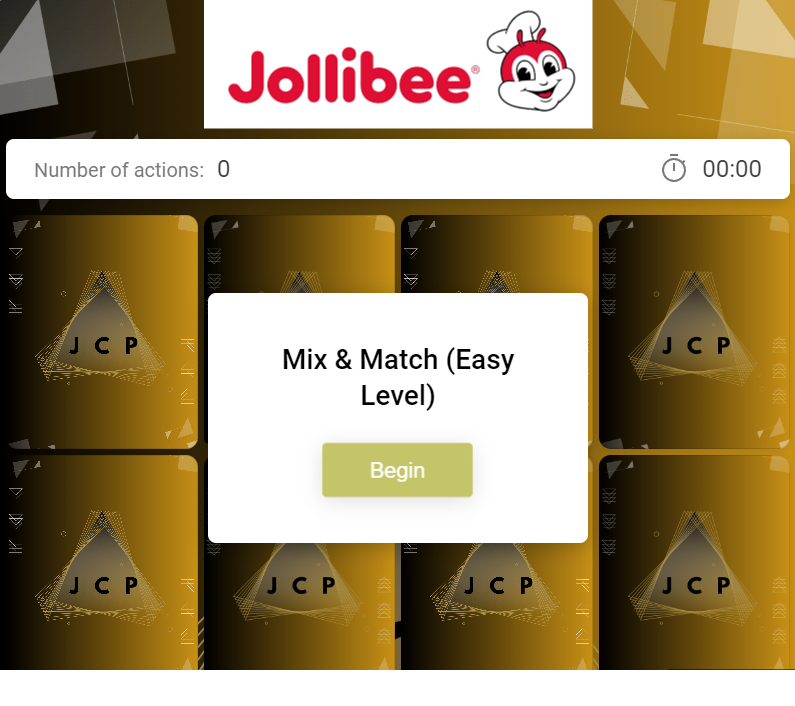 Jollibee®
Number of actions: 0 00:00
J C P
J C P
Mix & Match (Easy
Level)
Begin
J C P
J C P
J C P
J C P